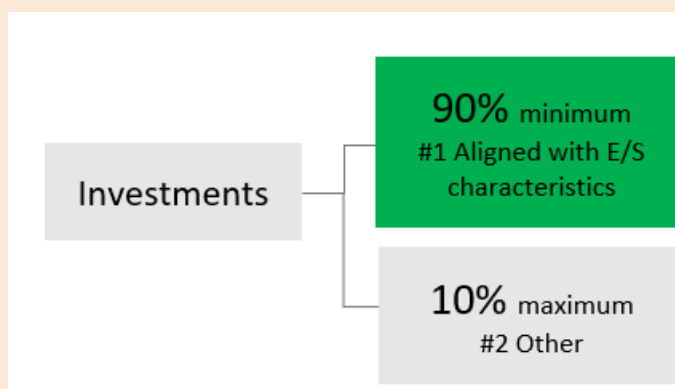 Investments
90% minimum
#1 Aligned with E/S
characteristics
10% maximum
#2 Other